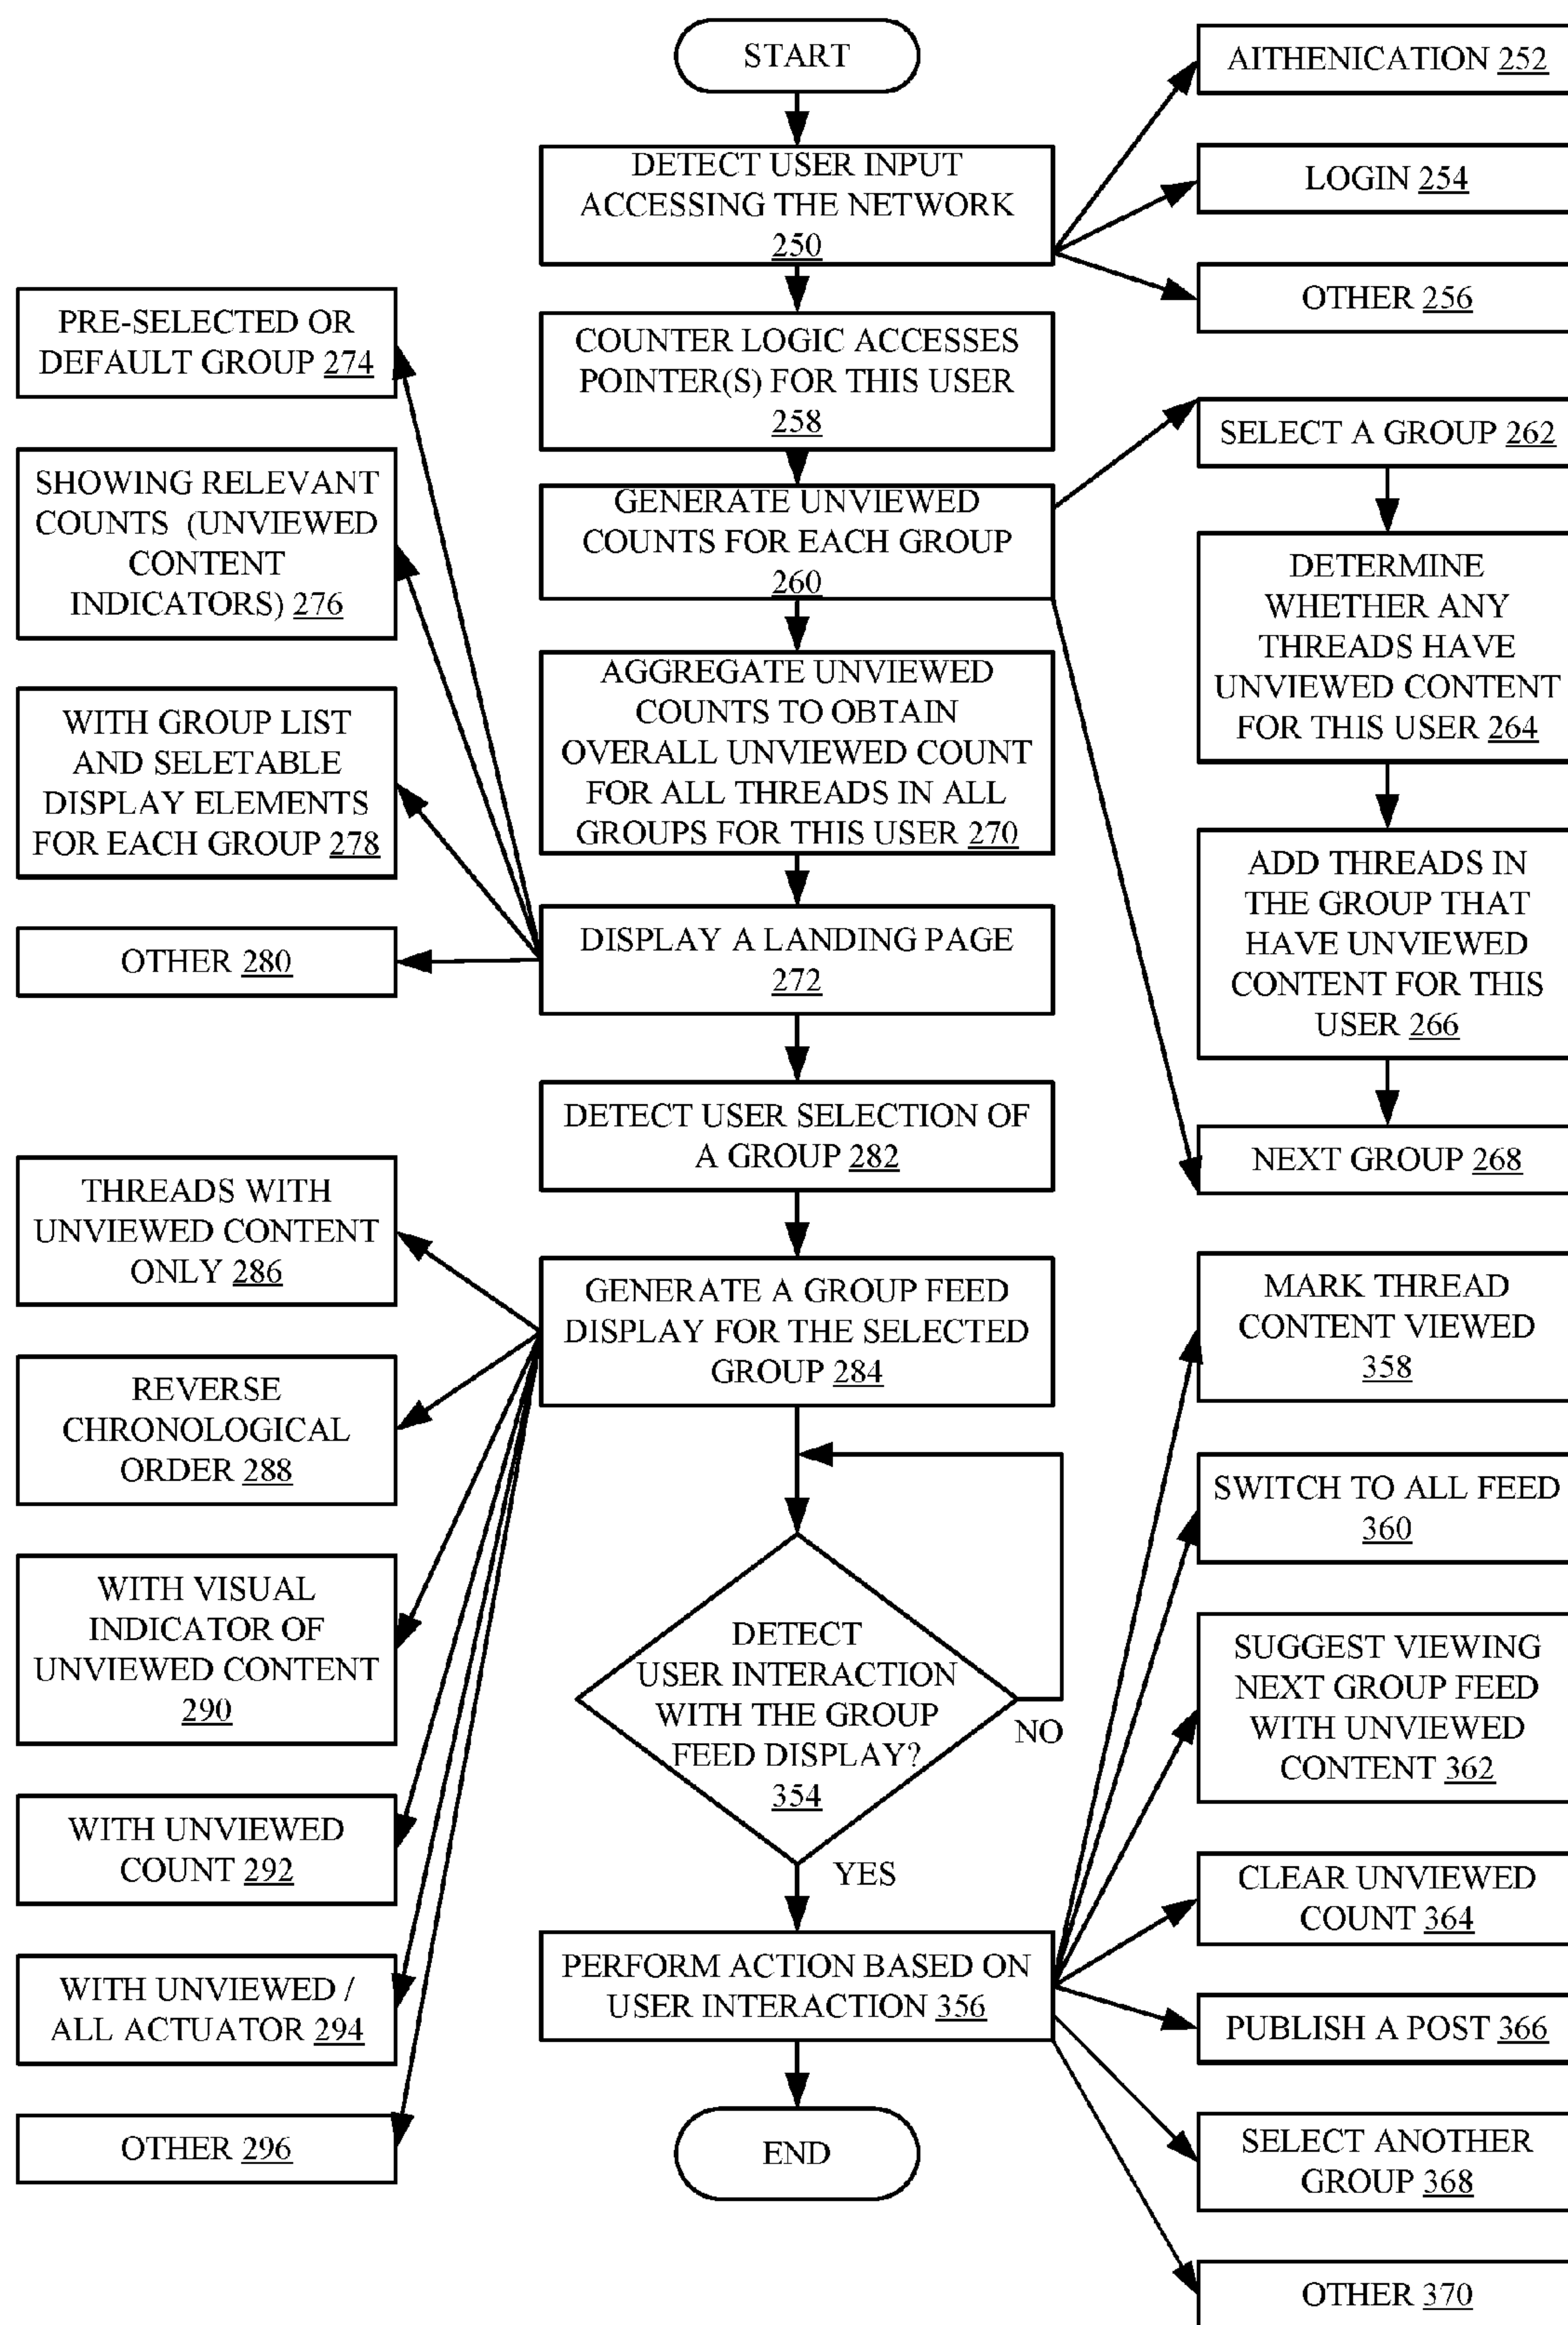 START
DETECT USER INPUT
ACCESSING THE NETWORK
250
AITHENICATION 252
LOGIN 254
OTHER 256
COUNTER LOGIC ACCESSES
POINTER(S) FOR THIS USER
258
GENERATE UNVIEWED
COUNTS FOR EACH GROUP
260
SELECT A GROUP 262
DETERMINE
WHETHER ANY
THREADS HAVE
UNVIEWED CONTENT
FOR THIS USER 264
ADD THREADS IN
THE GROUP THAT
HAVE UNVIEWED
CONTENT FOR THIS
USER 266
NEXT GROUP 268
AGGREGATE UNVIEWED
COUNTS TO OBTAIN
OVERALL UNVIEWED COUNT
FOR ALL THREADS IN ALL
GROUPS FOR THIS USER 270
DISPLAY A LANDING PAGE
272
PRE-SELECTED OR
DEFAULT GROUP 274
SHOWING RELEVANT
COUNTS (UNVIEWED
CONTENT
INDICATORS) 276
WITH GROUP LIST
AND SELETABLE
DISPLAY ELEMENTS
FOR EACH GROUP 278
OTHER 280
DETECT USER SELECTION OF
A GROUP 282
GENERATE A GROUP FEED
DISPLAY FOR THE SELECTED
GROUP 284
THREADS WITH
UNVIEWED CONTENT
ONLY 286
REVERSE
CHRONOLOGICAL
ORDER 288
WITH VISUAL
INDICATOR OF
UNVIEWED CONTENT
290
WITH UNVIEWED
COUNT 292
WITH UNVIEWED /
ALL ACTUATOR 294
OTHER 296
DETECT
USER INTERACTION
WITH THE GROUP
FEED DISPLAY?
354
NO
YES
PERFORM ACTION BASED ON
USER INTERACTION 356
MARK THREAD
CONTENT VIEWED
358
SWITCH TO ALL FEED
360
SUGGEST VIEWING
NEXT GROUP FEED
WITH UNVIEWED
CONTENT 362
CLEAR UNVIEWED
COUNT 364
PUBLISH A POST 366
SELECT ANOTHER
GROUP 368
OTHER 370
END